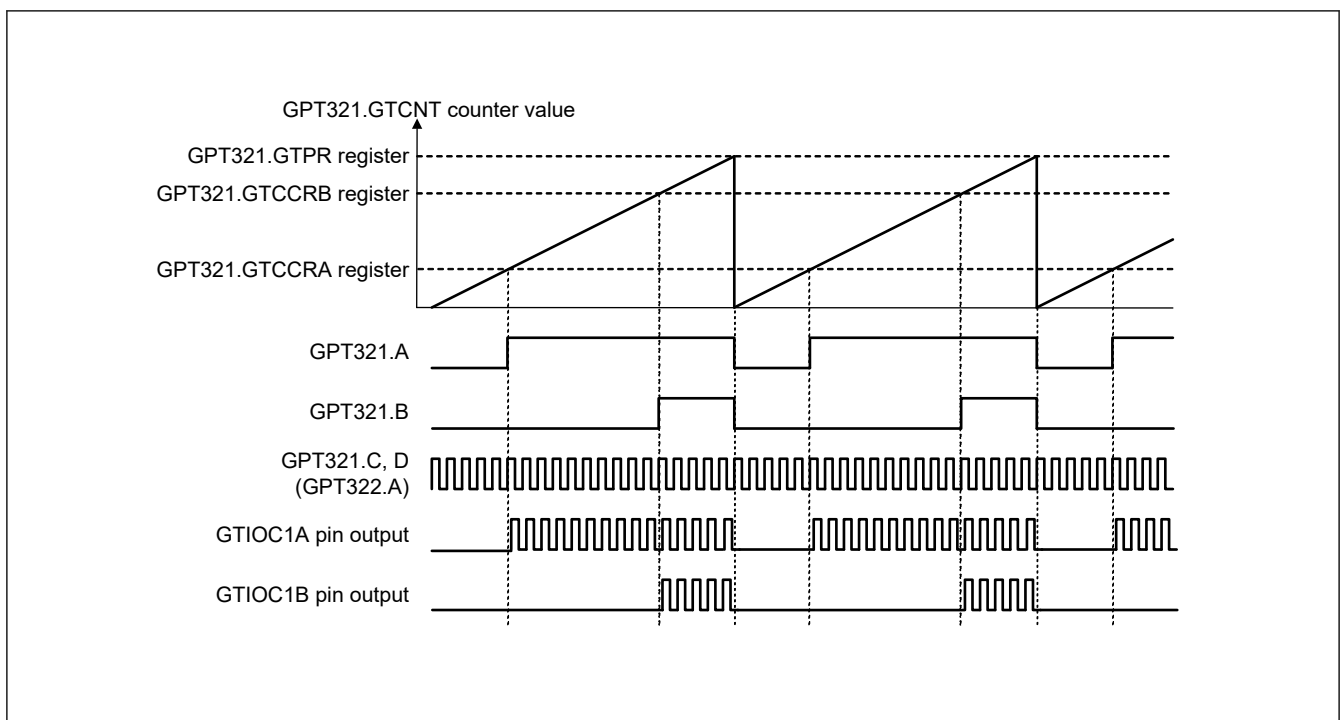 GPT321.GTCNT counter value
GPT321.GTPR register
GPT321.GTCCRB register
GPT321.GTCCRA register
GPT321.A
GPT321.B
GPT321.C, D
(GPT322.A)
GTIOC1A pin output
GTIOC1B pin output